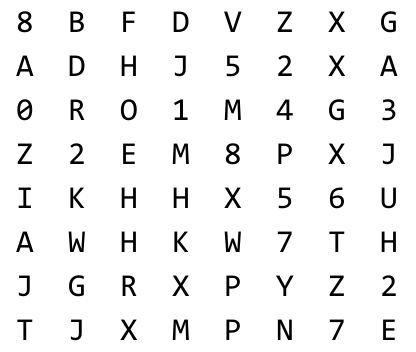 8 B F D V Z X G
A D H J 5 2 X A
0 R O 1 M 4 G 3
Z 2 E M 8 P X J
I K H H X 5 6 U
A W H K W 7 T H
J G R X P Y Z 2
T J X M P N 7 E